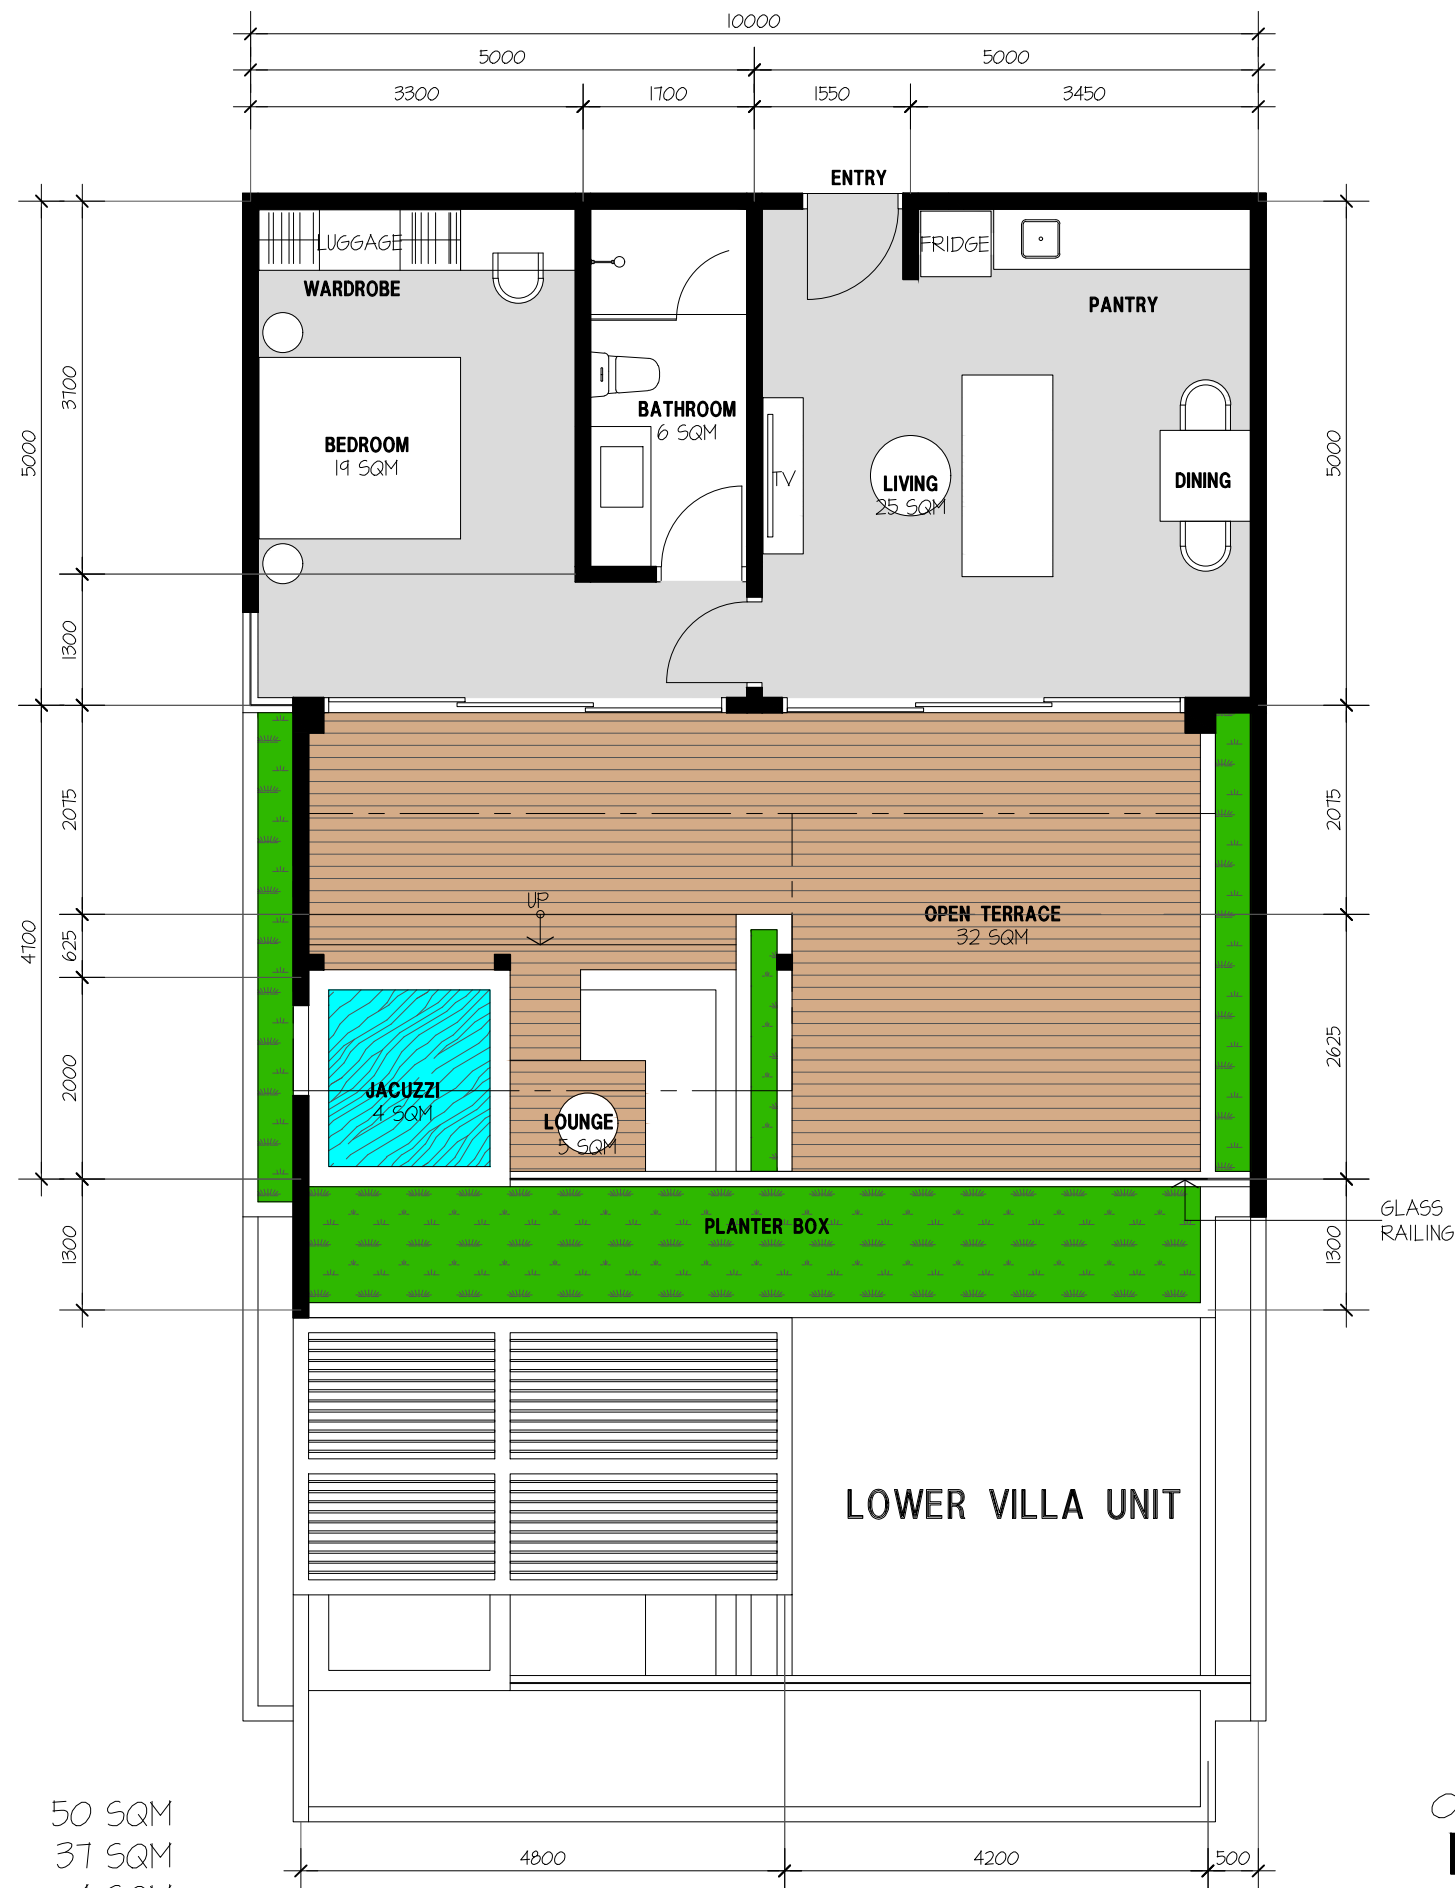 10000
5000
5000
3300
1700
1550
3450
ENTRY
LUGGAGE
FRIDGE
WARDROBE
PANTRY
3700
5000
BEDROOM
19 SQM
BATHROOM
6 SQM
TV
LIVING
25 SQM
DINING
5000
1300
2075
2075
UP
OPEN TERRACE
32 SQM
4700
625
2000
2625
JACUZZI
4 SQM
LOUNGE
5 SQM
PLANTER BOX
1300
1300
GLASS
RAILING
LOWER VILLA UNIT
50 SQM
37 SQM
4800
4200
500